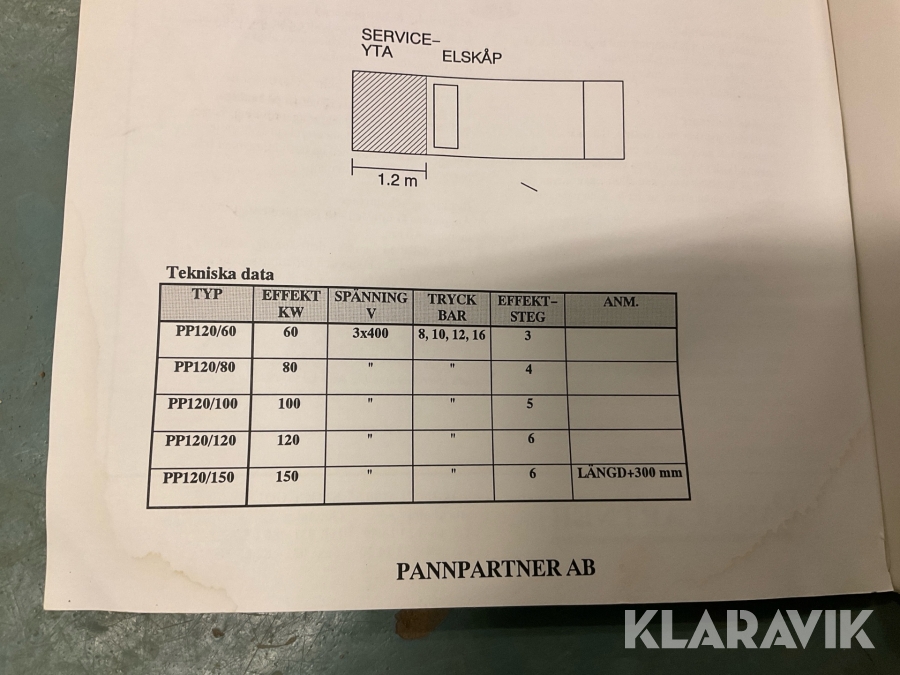 SERVICE–
YTA
ELSKÅP
1.2 m
Tekniska data
TYP EFFEKT KW SPÄNNING V TRYCK BAR EFFEKT– STEG ANM.
PP120/60 60 3x400 8, 10, 12, 16 3
PP120/80 80 " " 4
PP120/100 100 " " 5
PP120/120 120 " " 6
PP120/150 150 " " 6 LÄNGD+300 mm
PANNPARTNER AB
KLARAVIK